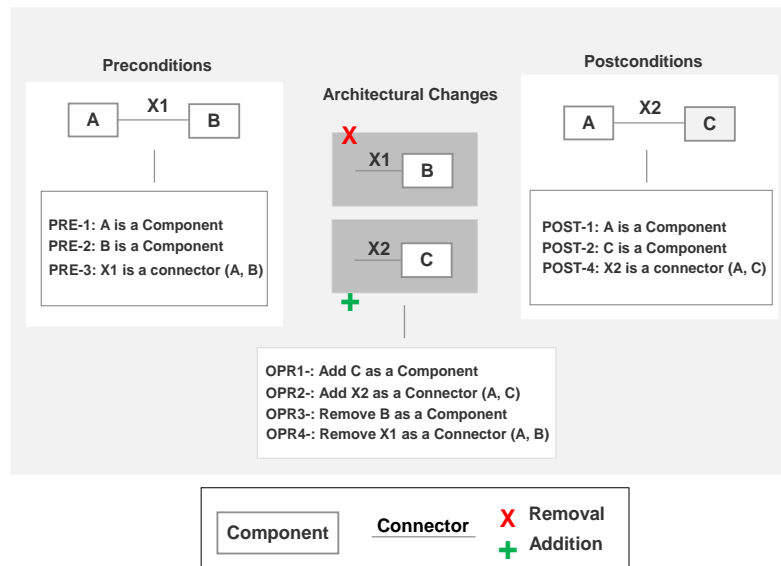 Preconditions
A
X1
B
PRE-1: A is a Component
PRE-2: B is a Component
PRE-3: X1 is a connector (A, B)
Architectural Changes
X
X1
B
X2
C
+
OPR1-: Add C as a Component
OPR2-: Add X2 as a Connector (A, C)
OPR3-: Remove B as a Component
OPR4-: Remove X1 as a Connector (A, B)
Postconditions
A
X2
C
POST-1: A is a Component
POST-2: C is a Component
POST-4: X2 is a connector (A, C)
Component
Connector
X Removal
+ Addition